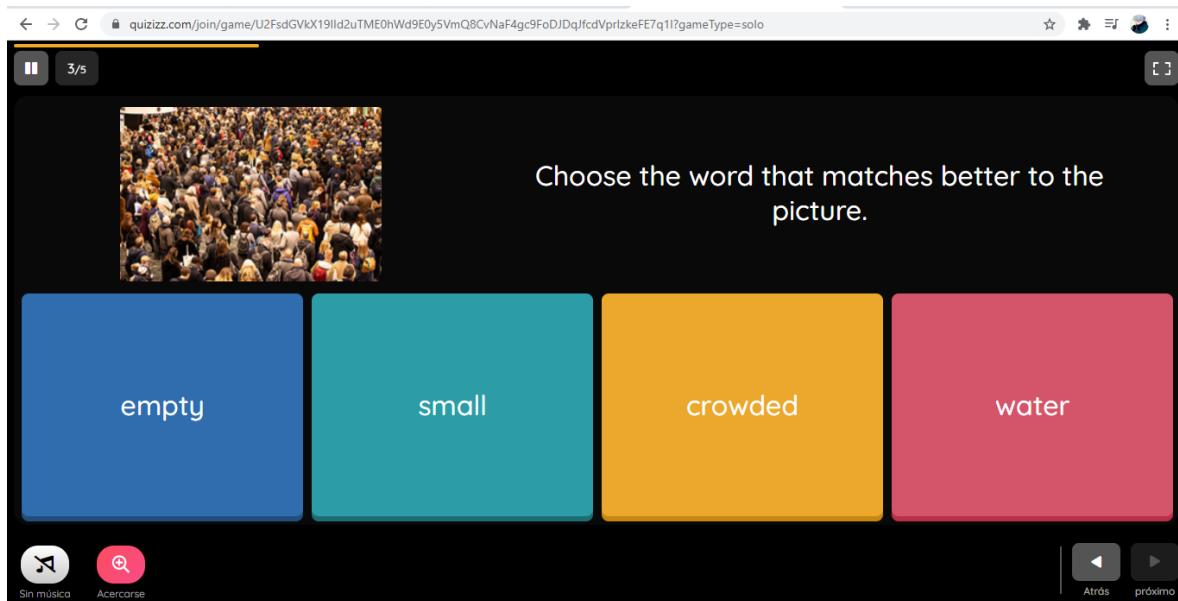 quizizz.com/join/game/U2FsdGVkX19lId2uTME0hWd9E0y5VmQ8CvNaF4gc9FoDJDqJfcdVprIzkeFE7q1I?gameType=solo
3/5
Choose the word that matches better to the
picture.
empty
small
crowded
water
Sin música
Acercarse
Atrás
próximo